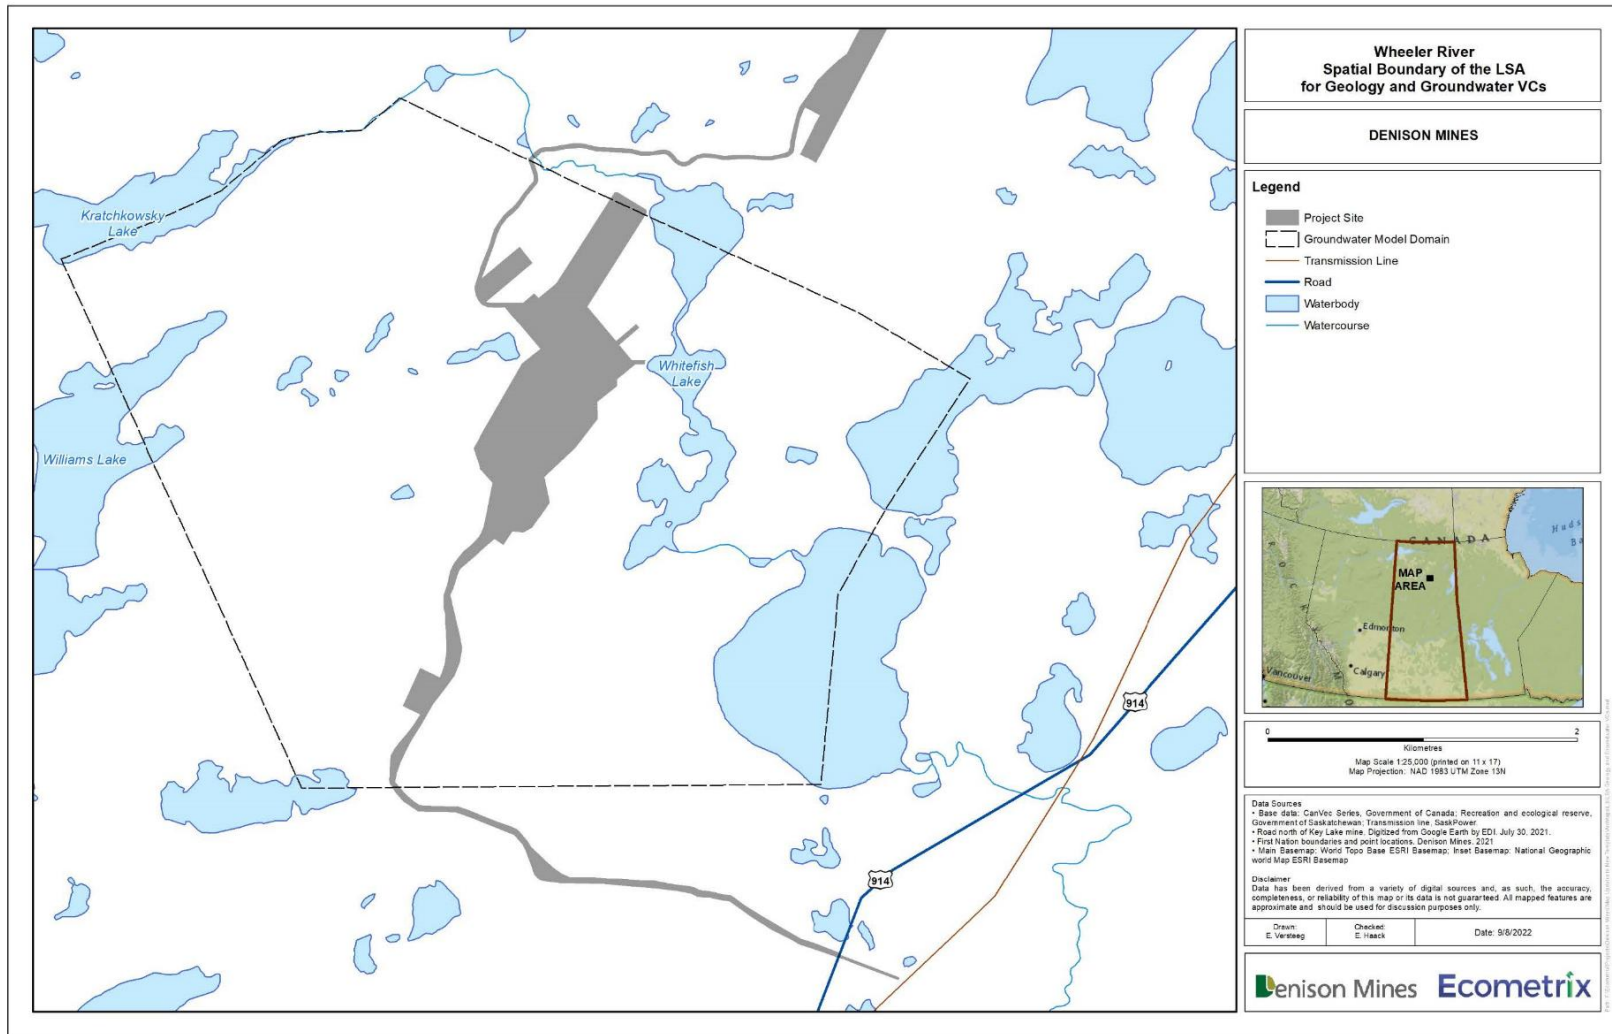 Kratchkowsky
Lake
Williams Lake
Whitefish
Lake
914
914
Wheeler River
Spatial Boundary of the LSA
for Geology and Groundwater VCs
DENISON MINES
Legend
Project Site
Groundwater Model Domain
Transmission Line
Road
Waterbody
Watercourse
CANADA
MAP
AREA
Edmonton
Calgary
Vancouver
0 2
Kilometres
Map Scale 1:25,000 (printed on 11 x 17)
Map Projection: NAD 1983 UTM Zone 13N
Data Sources
• Base data: CanVec Series, Government of Canada; Recreation and ecological reserve,
Government of Saskatchewan; Transmission line, SaskPower.
• Road north of Key Lake mine, Digitized from Google Earth by EDI. July 30, 2021.
• First Nation boundaries and point locations, Denison Mines, 2021
• Main Basemap: World Topo Base ESRI Basemap; Inset Basemap: National Geographic
world Map ESRI Basemap
Disclaimer
Data has been derived from a variety of digital sources and, as such, the accuracy,
completeness, or reliability of this map or its data is not guaranteed. All mapped features are
approximate and should be used for discussion purposes only.
Drawn:
E. Versteeg
Checked:
E. Haack
Date: 9/8/2022
Denison Mines
Ecometrix